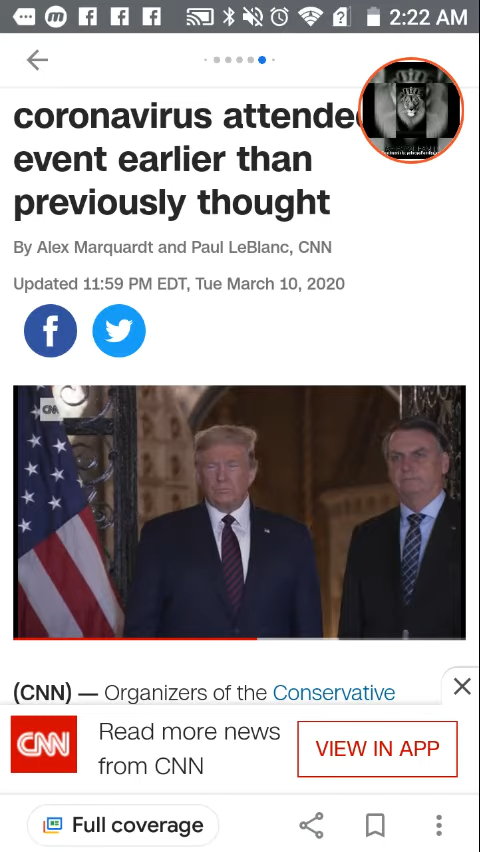 2:22 AM
coronavirus attended
event earlier than
previously thought
By Alex Marquardt and Paul LeBlanc, CNN
Updated 11:59 PM EDT, Tue March 10, 2020
CNN
(CNN) — Organizers of the Conservative
CNN
Read more news
from CNN
VIEW IN APP
Full coverage